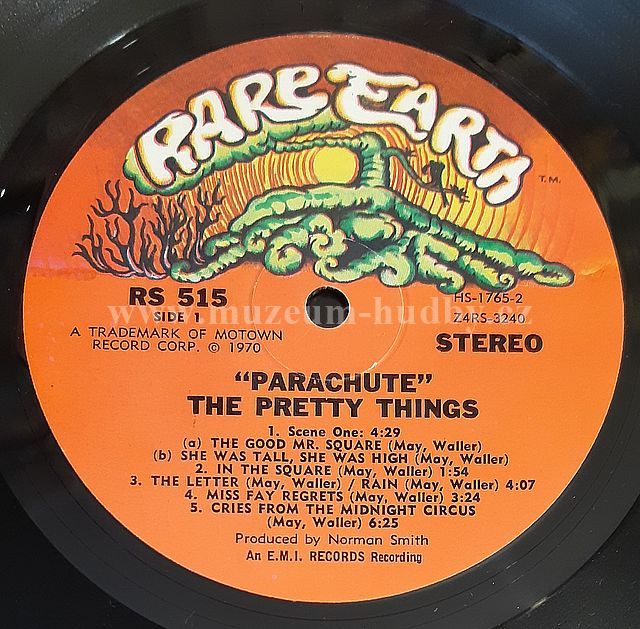 RARE EARTH
T.M.
RS 515
SIDE 1
A TRADEMARK OF MOTOWN
RECORD CORP. © 1970
HS-1765-2
Z4RS-3240
STEREO
www.muzeum-hudby.cz
"PARACHUTE"
THE PRETTY THINGS
1. Scene One: 4:29
(a) THE GOOD MR. SQUARE (May, Waller)
(b) SHE WAS TALL, SHE WAS HIGH (May, Waller)
2. IN THE SQUARE (May, Waller) 1:54
3. THE LETTER (May, Waller) / RAIN (May, Waller) 4:07
4. MISS FAY REGRETS (May, Waller) 3:24
5. CRIES FROM THE MIDNIGHT CIRCUS
(May, Waller) 6:25
Produced by Norman Smith
An E.M.I. RECORDS Recording